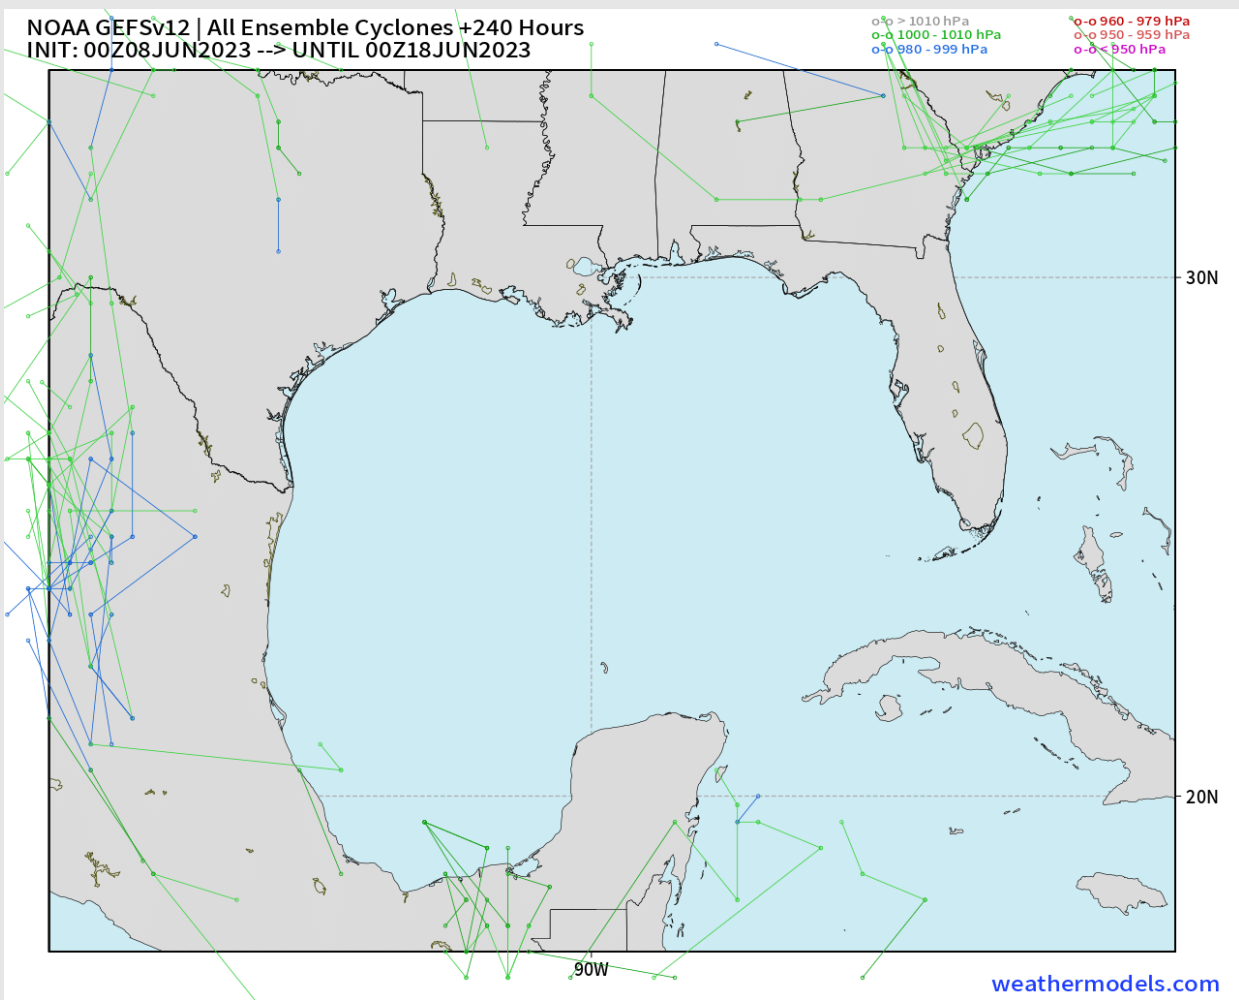 NOAA GEFSv12 | All Ensemble Cyclones +240 Hours
INIT: 00Z08JUN2023 --> UNTIL 00Z18JUN2023
o-o > 1010 hPa
o-o 1000 - 1010 hPa
o-o 980 - 999 hPa
o-o 960 - 979 hPa
o-o 950 - 959 hPa
o-o < 950 hPa
30N
20N
90W
weathermodels.com